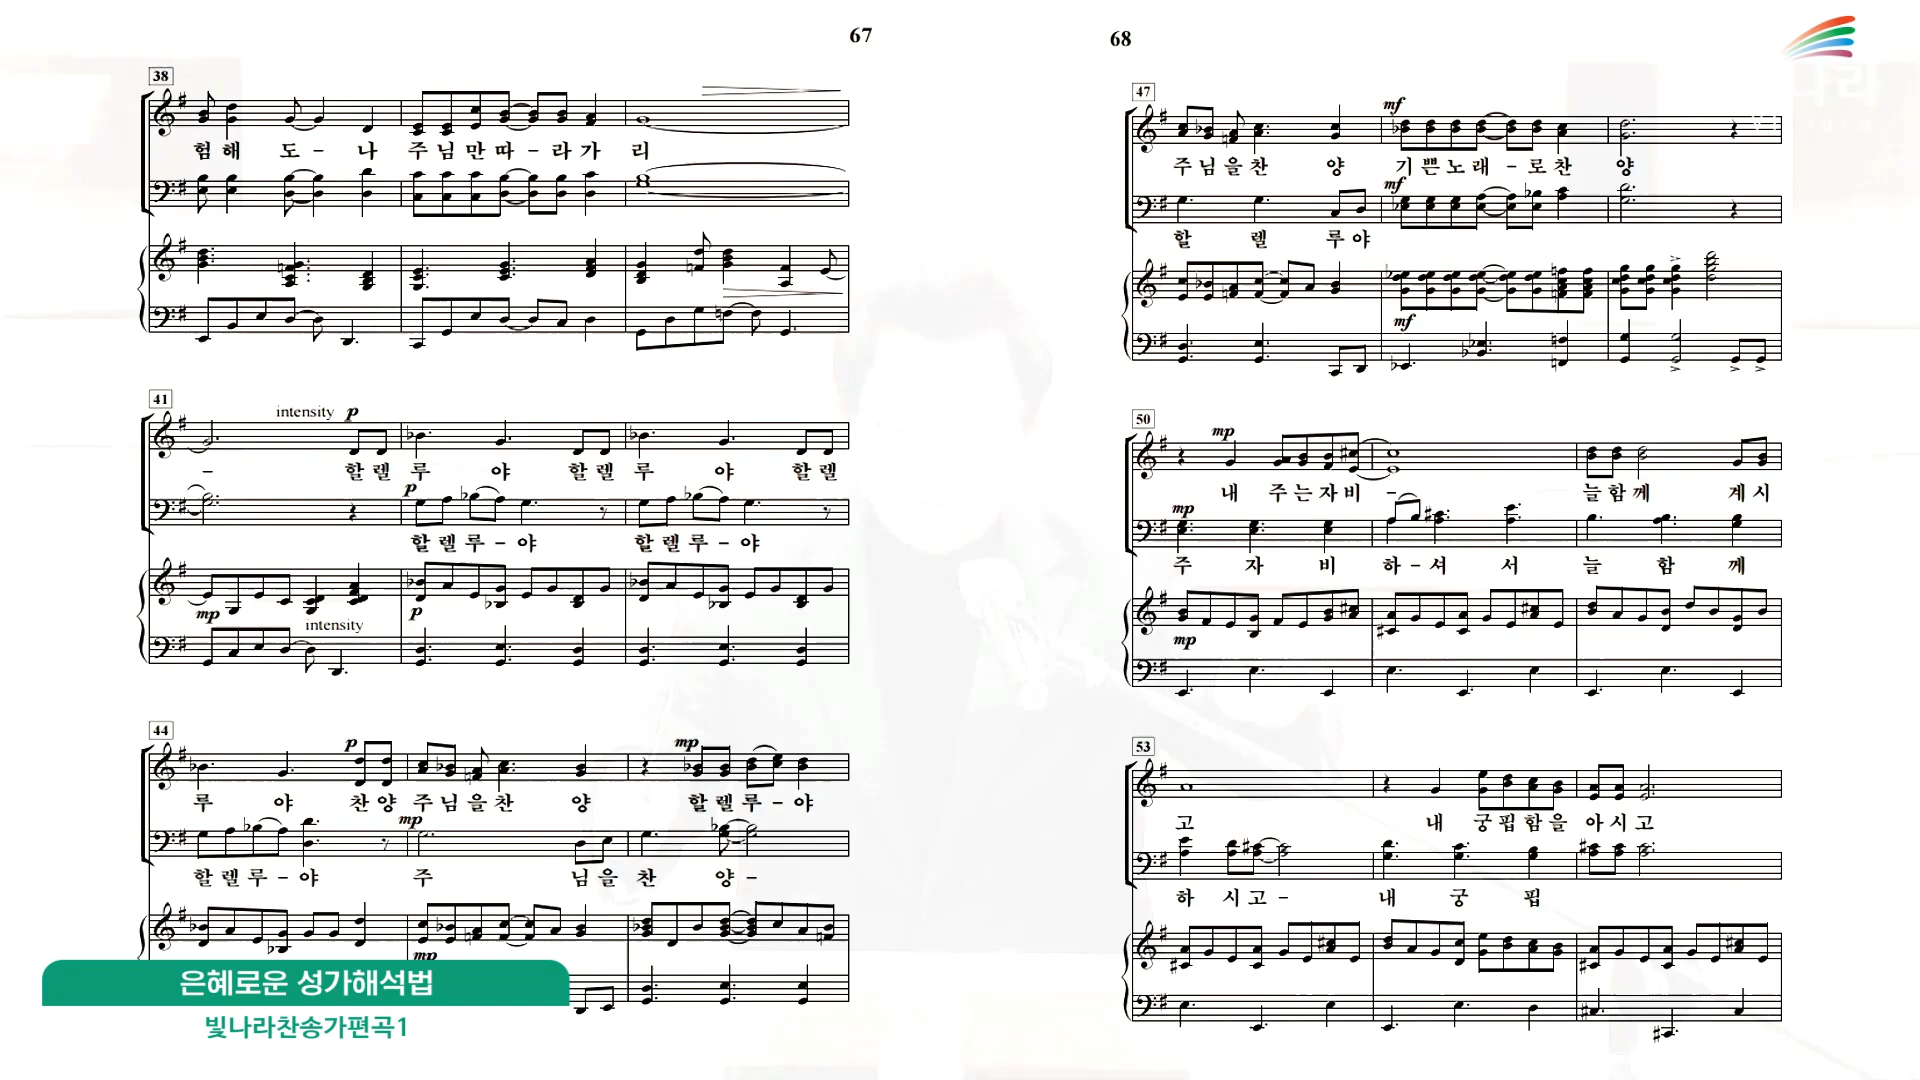 67
38
험해 도 - 나 주님만따 - 라가 리
41
intensity p
- 할렐루 야 할렐루 야 할렐
p
할렐루 - 야 할렐루 - 야
mp p
intensity
44
p mp
루 야 찬양 주님을찬 양 할렐루 - 야
mp
할렐루 - 야 주 님을 찬 양 -
mp
68
47
mf
주님을찬 양 기쁜노래 - 로찬 양
mf
할 렐 루야
mf
50
mp
내 주는자비 - 늘함께 계시
mp
주 자 비 하 - 셔 서 늘 함 께
mp
53
고 내 궁핍함을 아시고
하 시고 - 내 궁 핍
은혜로운 성가해석법
빛나라찬송가편곡1
나라